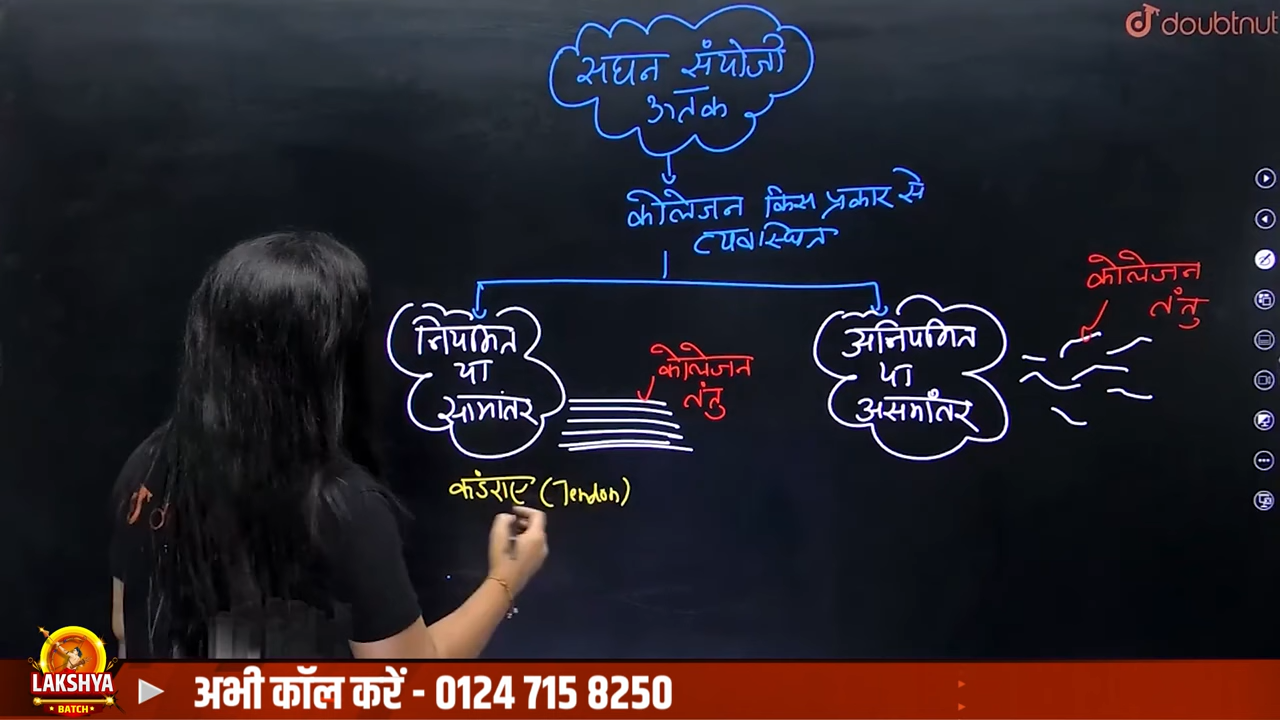 doubtnut
सघन संयोजी
ऊतक
कोलेजन किस प्रकार से
व्यवस्थित
नियमित
या
सामांतर
कोलेजन
तंतु
कंडराए (Tendon)
अनियमित
या
असमांतर
कोलेजन
तंतु
LAKSHYA
BATCH
अभी कॉल करें - 0124 715 8250